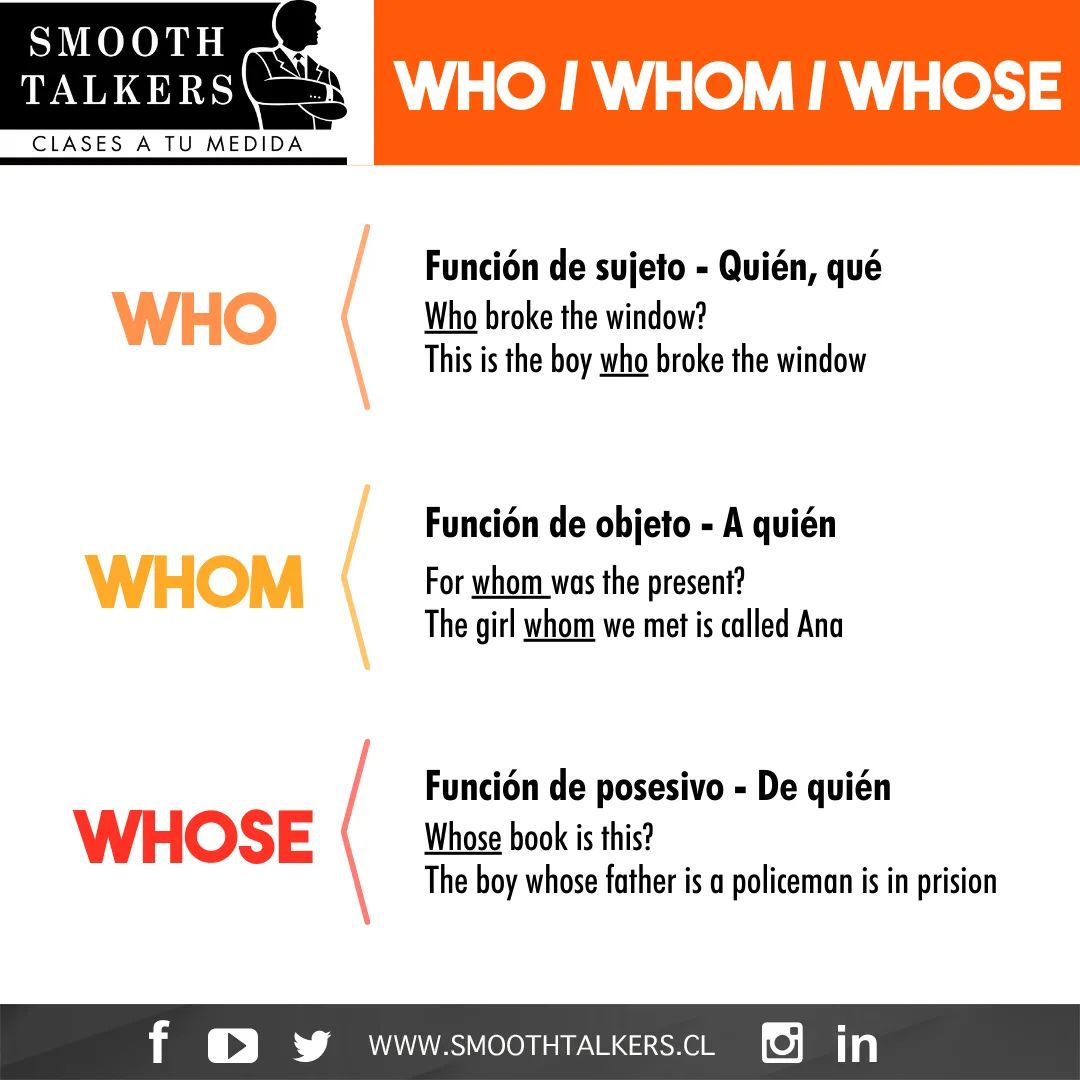 SMOOTH
TALKERS
CLASES A TU MEDIDA
WHO / WHOM / WHOSE
WHO
Función de sujeto - Quién, qué
Who broke the window?
This is the boy who broke the window
WHOM
Función de objeto - A quién
For whom was the present?
The girl whom we met is called Ana
WHOSE
Función de posesivo - De quién
Whose book is this?
The boy whose father is a policeman is in prision
WWW.SMOOTHTALKERS.CL